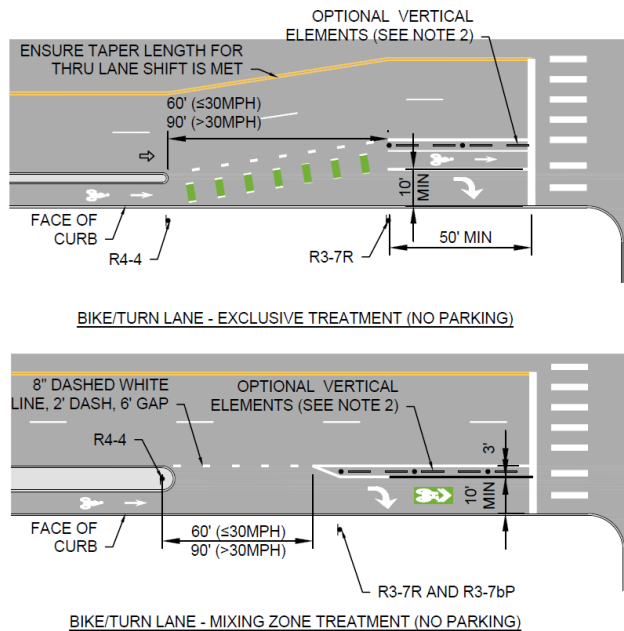 OPTIONAL VERTICAL
ELEMENTS (SEE NOTE 2)
ENSURE TAPER LENGTH FOR
THRU LANE SHIFT IS MET
60' (≤30MPH)
90' (>30MPH)
10'
MIN
FACE OF
CURB
R4-4
R3-7R
50' MIN
BIKE/TURN LANE - EXCLUSIVE TREATMENT (NO PARKING)
8" DASHED WHITE
LINE, 2' DASH, 6' GAP
OPTIONAL VERTICAL
ELEMENTS (SEE NOTE 2)
R4-4
3'
10'
MIN
FACE OF
CURB
60' (≤30MPH)
90' (>30MPH)
R3-7R AND R3-7bP
BIKE/TURN LANE - MIXING ZONE TREATMENT (NO PARKING)